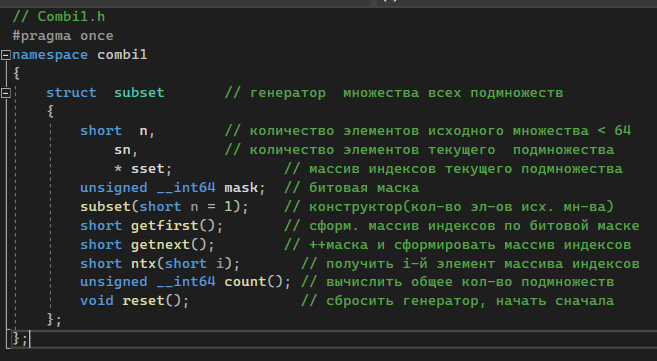 // Combi1.h
#pragma once
namespace combi1
{
struct subset // генератор множества всех подмножеств
{
short n, // количество элементов исходного множества < 64
sn, // количество элементов текущего подмножества
* sset; // массив индексов текущего подмножества
unsigned __int64 mask; // битовая маска
subset(short n = 1); // конструктор(кол-во эл-ов исх. мн-ва)
short getfirst(); // сформ. массив индексов по битовой маске
short getnext(); // ++маска и сформировать массив индексов
short ntx(short i); // получить i-й элемент массива индексов
unsigned __int64 count(); // вычислить общее кол-во подмножеств
void reset(); // сбросить генератор, начать сначала
};
};